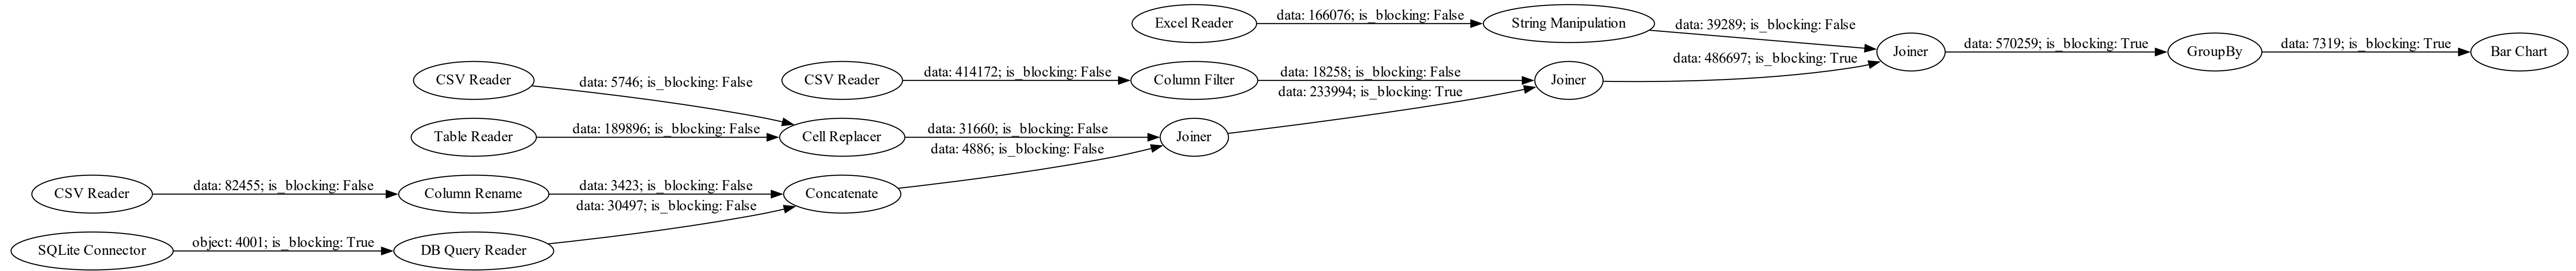 Excel Reader
data: 166076; is_blocking: False
String Manipulation
data: 39289; is_blocking: False
Joiner
data: 570259; is_blocking: True
GroupBy
data: 7319; is_blocking: True
Bar Chart
CSV Reader
data: 5746; is_blocking: False
CSV Reader
data: 414172; is_blocking: False
Column Filter
data: 18258; is_blocking: False
Joiner
data: 486697; is_blocking: True
data: 233994; is_blocking: True
Table Reader
data: 189896; is_blocking: False
Cell Replacer
data: 31660; is_blocking: False
Joiner
data: 4886; is_blocking: False
CSV Reader
data: 82455; is_blocking: False
Column Rename
data: 3423; is_blocking: False
Concatenate
data: 30497; is_blocking: False
SQLite Connector
object: 4001; is_blocking: True
DB Query Reader